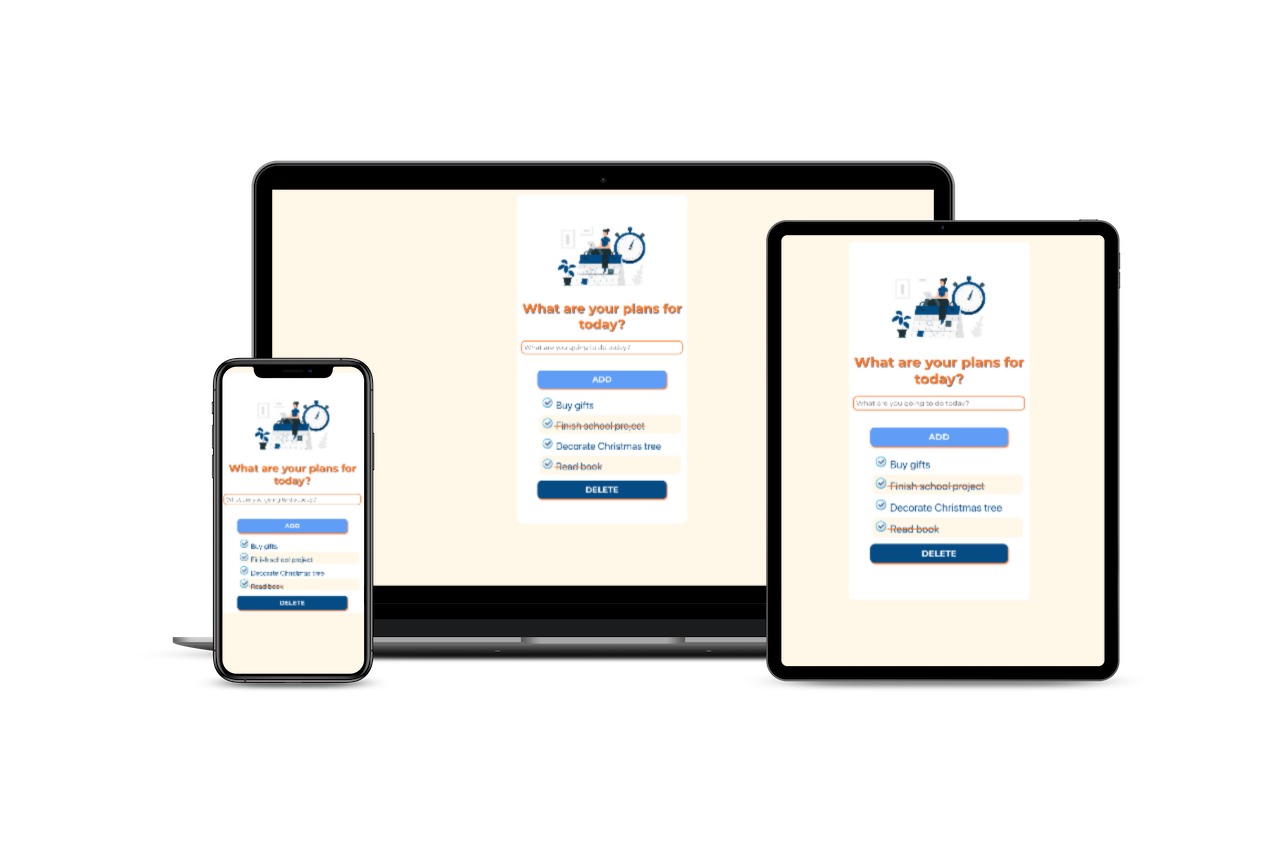 What are your plans for
today?
What are you going to do today?
ADD
Buy gifts
Finish school project
Decorate Christmas tree
Read book
DELETE
What are your plans for
today?
What are you going to do today?
ADD
Buy gifts
Finish school project
Decorate Christmas tree
Read book
DELETE
What are your plans for
today?
What are you going to do today?
ADD
Buy gifts
Finish school project
Decorate Christmas tree
Read book
DELETE